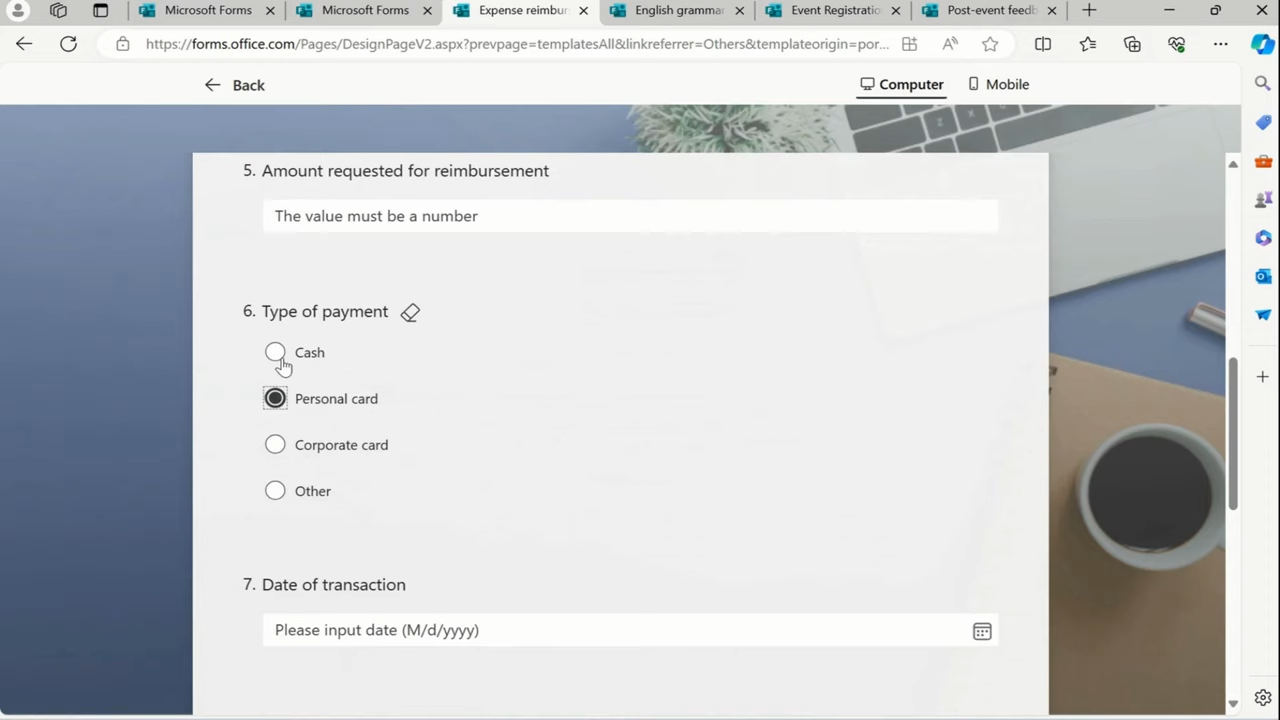 Microsoft Forms
Microsoft Forms
Expense reimbur
English grammar
Event Registratio
Post-event feedb
https://forms.office.com/Pages/DesignPageV2.aspx?prevpage=templatesAll&linkreferrer=Others&templateorigin=por...
Back
Computer
Mobile
5. Amount requested for reimbursement
The value must be a number
6. Type of payment
Cash
Personal card
Corporate card
Other
7. Date of transaction
Please input date (M/d/yyyy)